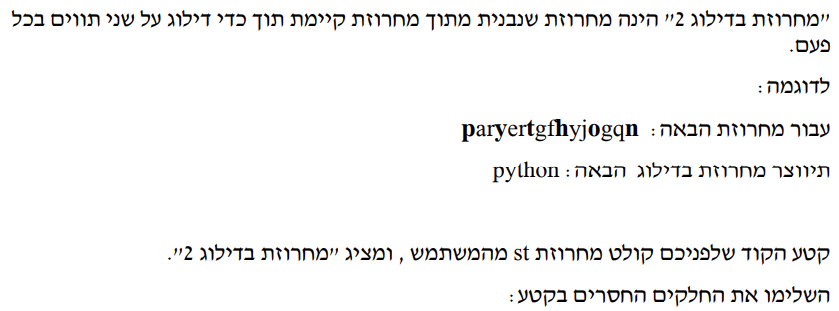 "מחרוזת בדילוג 2" הינה מחרוזת שנבנית מתוך מחרוזת קיימת תוך כדי דילוג על שני תווים בכל
פעם.
לדוגמה:
עבור מחרוזת הבאה: paryertgfhyjogqn
תיווצר מחרוזת בדילוג הבאה: python
קטע הקוד שלפניכם קולט מחרוזת st מהמשתמש, ומציג "מחרוזת בדילוג 2".
השלימו את החלקים החסרים בקטע: